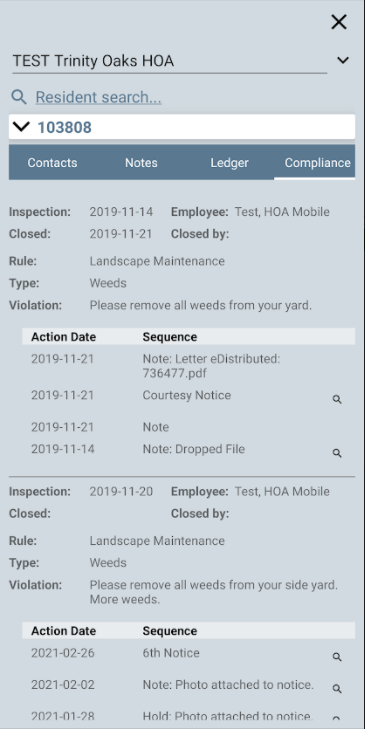 TEST Trinity Oaks HOA
Resident search...
103808
Contacts Notes Ledger Compliance
Inspection: 2019-11-14 Employee: Test, HOA Mobile
Closed: 2019-11-21 Closed by:
Rule: Landscape Maintenance
Type: Weeds
Violation: Please remove all weeds from your yard.
Action Date Sequence
2019-11-21 Note: Letter eDistributed:
736477.pdf
2019-11-21 Courtesy Notice
2019-11-21 Note
2019-11-14 Note: Dropped File
Inspection: 2019-11-20 Employee: Test, HOA Mobile
Closed: Closed by:
Rule: Landscape Maintenance
Type: Weeds
Violation: Please remove all weeds from your side yard.
More weeds.
Action Date Sequence
2021-02-26 6th Notice
2021-02-02 Note: Photo attached to notice.
2021-01-28 Hold: Photo attached to notice.